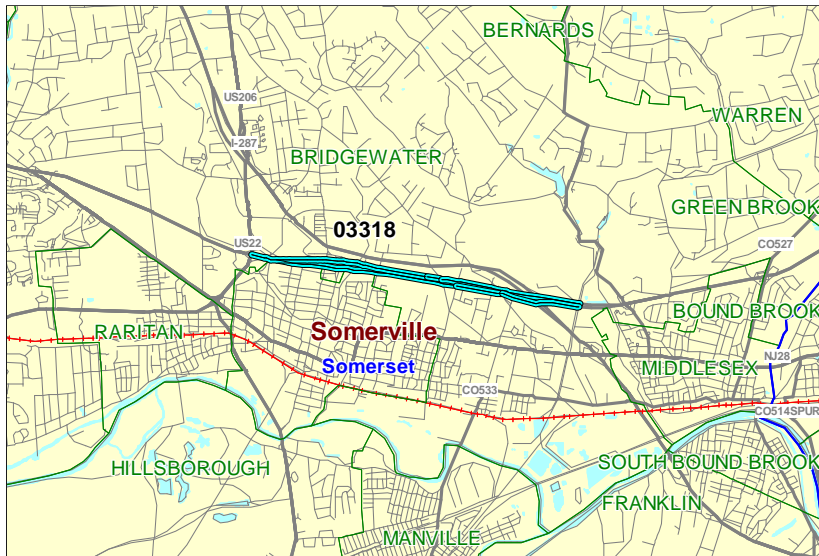 BERNARDS
US206
WARREN
I-287
BRIDGEWATER
GREEN BROOK
03318
US22
CO527
BOUND BROOK
RARITAN
Somerville
NJ28
Somerset
MIDDLESEX
CO533
CO514SPUR
HILLSBOROUGH
SOUTH BOUND BROOK
FRANKLIN
MANVILLE